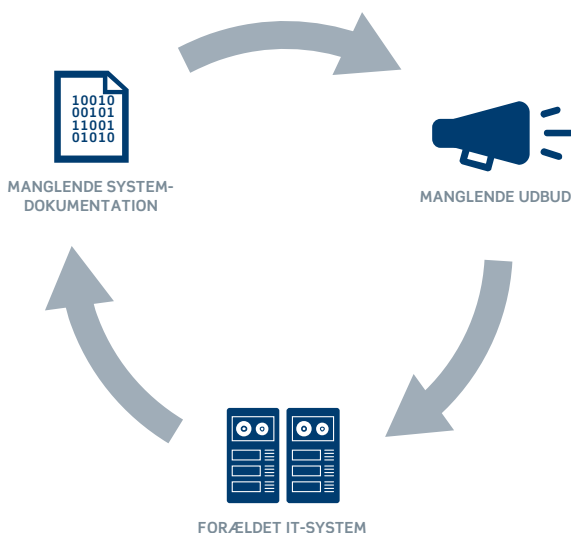 10010
00101
11001
01010
MANGLENDE SYSTEM-
DOKUMENTATION
MANGLENDE UDBUD
FORÆLDET IT-SYSTEM